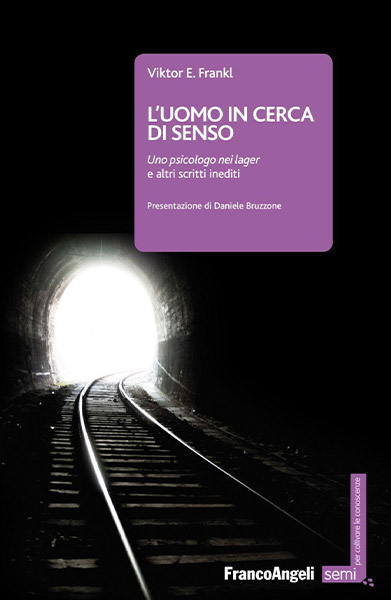 Viktor E. Frankl
L'UOMO IN CERCA
DI SENSO
Uno psicologo nei lager
e altri scritti inediti
Presentazione di Daniele Bruzzone
FrancoAngeli
semi
per coltivare le conoscenze